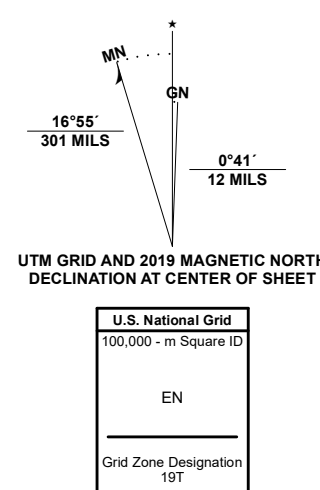 MN
GN
16°55´
301 MILS
0°41´
12 MILS
UTM GRID AND 2019 MAGNETIC NORTH
DECLINATION AT CENTER OF SHEET
U.S. National Grid
100,000 - m Square ID
EN
Grid Zone Designation
19T